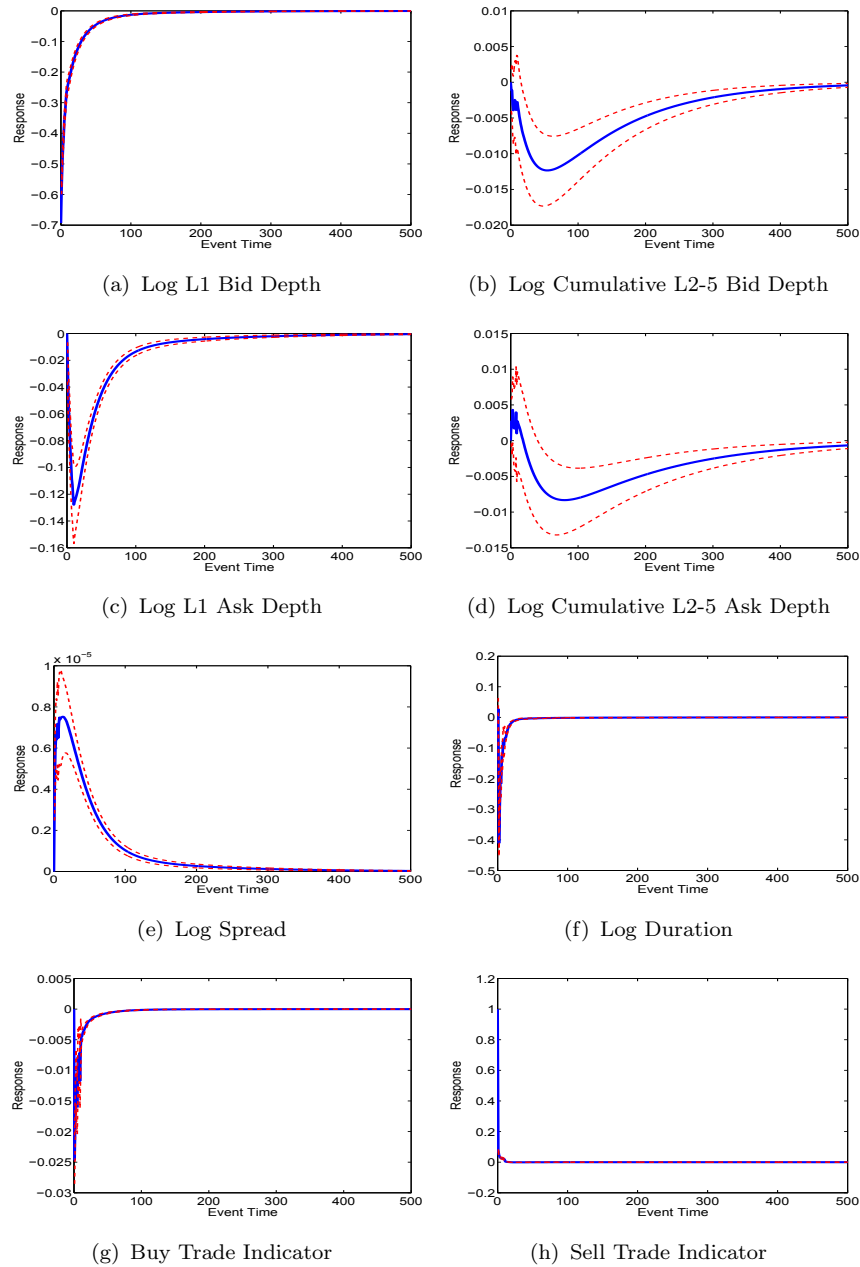 0
−0.1
−0.2
−0.3
−0.4
−0.5
−0.6
−0.7
0 100 200 300 400 500
Event Time
Response
(a) Log L1 Bid Depth
0.01
0.005
0
−0.005
−0.010
−0.015
−0.020
0 100 200 300 400 500
Event Time
Response
(b) Log Cumulative L2-5 Bid Depth
0
−0.02
−0.04
−0.06
−0.08
−0.1
−0.12
−0.14
−0.16
0 100 200 300 400 500
Event Time
Response
(c) Log L1 Ask Depth
0.015
0.01
0.005
0
−0.005
−0.01
−0.015
0 100 200 300 400 500
Event Time
Response
(d) Log Cumulative L2-5 Ask Depth
x 10⁻⁵
1
0.8
0.6
0.4
0.2
0
0 100 200 300 400 500
Event Time
Response
(e) Log Spread
0.2
0.1
0
−0.1
−0.2
−0.3
−0.4
−0.5
0 100 200 300 400 500
Event Time
Response
(f) Log Duration
0.005
0
−0.005
−0.01
−0.015
−0.02
−0.025
−0.03
0 100 200 300 400 500
Event Time
Response
(g) Buy Trade Indicator
1.2
1
0.8
0.6
0.4
0.2
0
−0.2
0 100 200 300 400 500
Event Time
Response
(h) Sell Trade Indicator